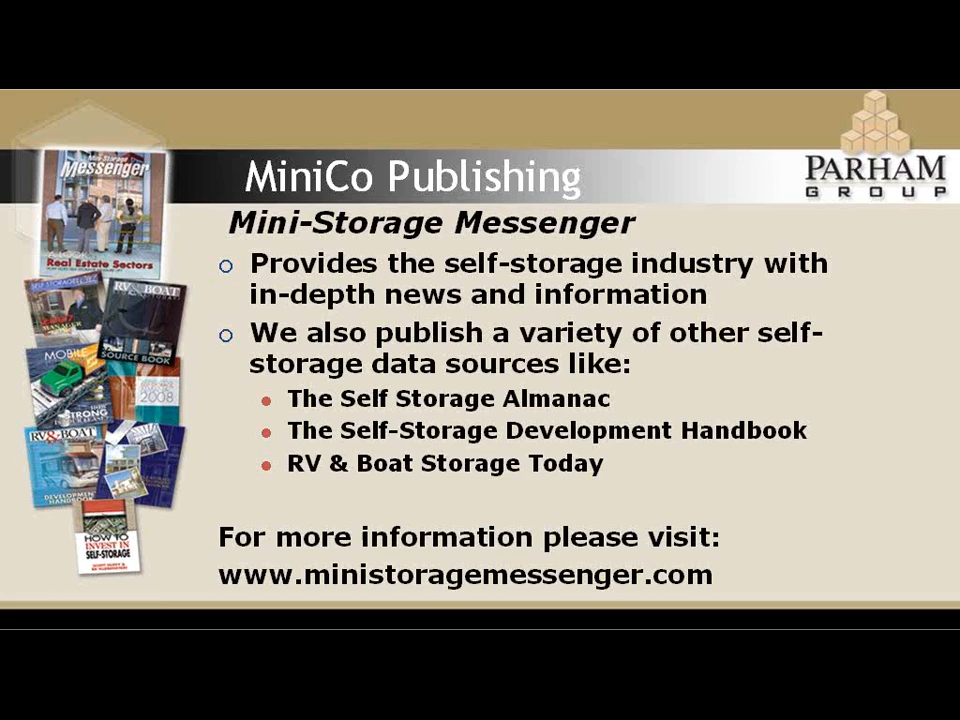 MiniCo Publishing
PARHAM
GROUP
Mini-Storage Messenger
Provides the self-storage industry with
in-depth news and information
We also publish a variety of other self-
storage data sources like:
The Self Storage Almanac
The Self-Storage Development Handbook
RV & Boat Storage Today
For more information please visit:
www.ministoragemessenger.com
Mini-Storage
Messenger
Real Estate Sectors
RV & BOAT
SOURCE BOOK
MOBILE
STRONG
2008
RV & BOAT
DEVELOPMENT
HANDBOOK
HOW TO
INVEST IN
SELF-STORAGE